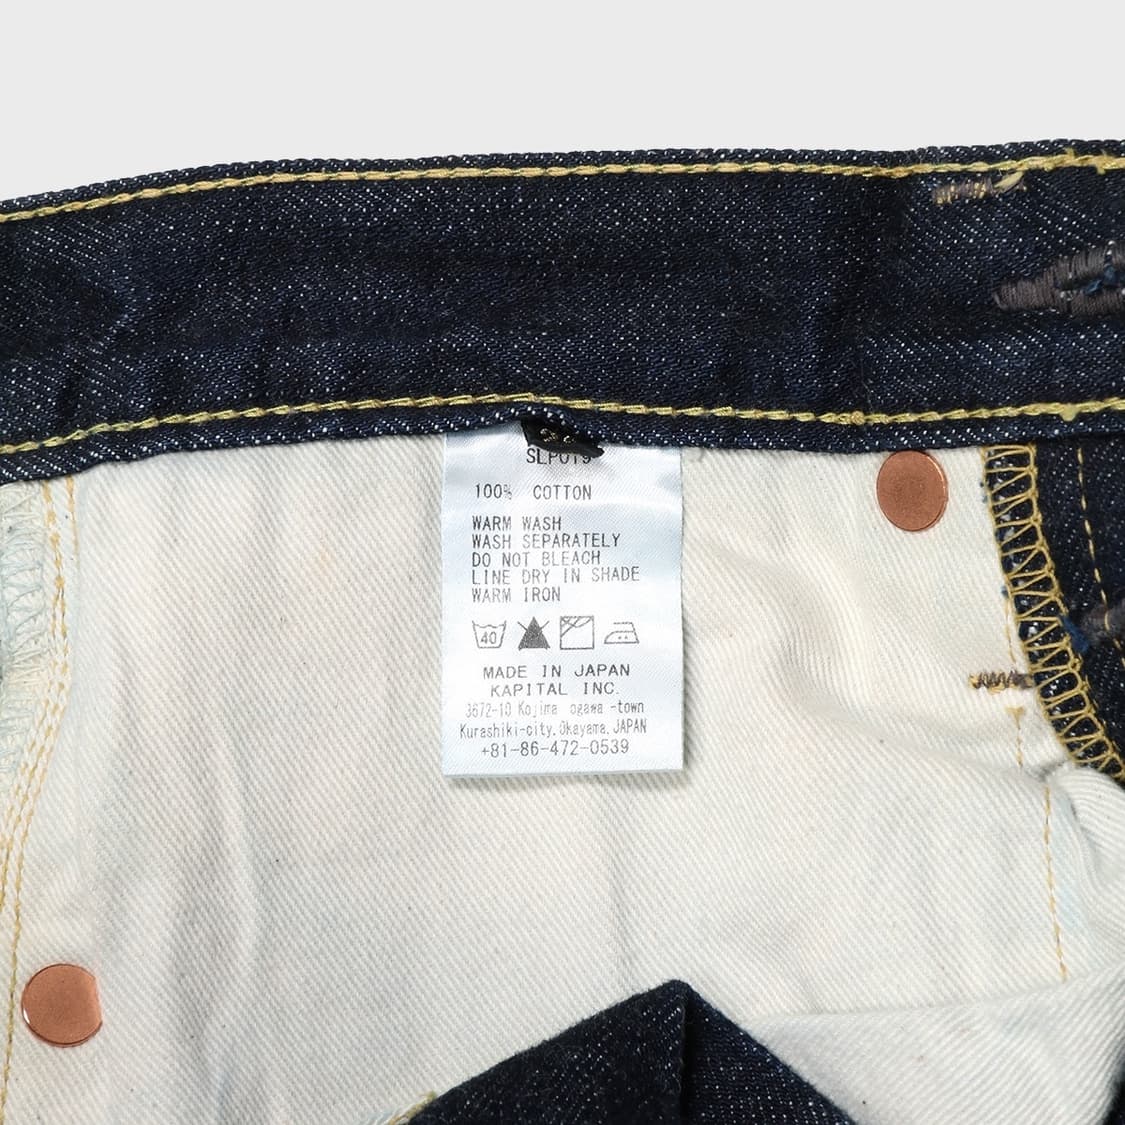 SLP019
100% COTTON
WARM WASH
WASH SEPARATELY
DO NOT BLEACH
LINE DRY IN SHADE
WARM IRON
40
MADE IN JAPAN
KAPITAL INC.
3672-10 Kojima ogawa -town
Kurashiki-city.Okayama.JAPAN
+81-86-472-0539